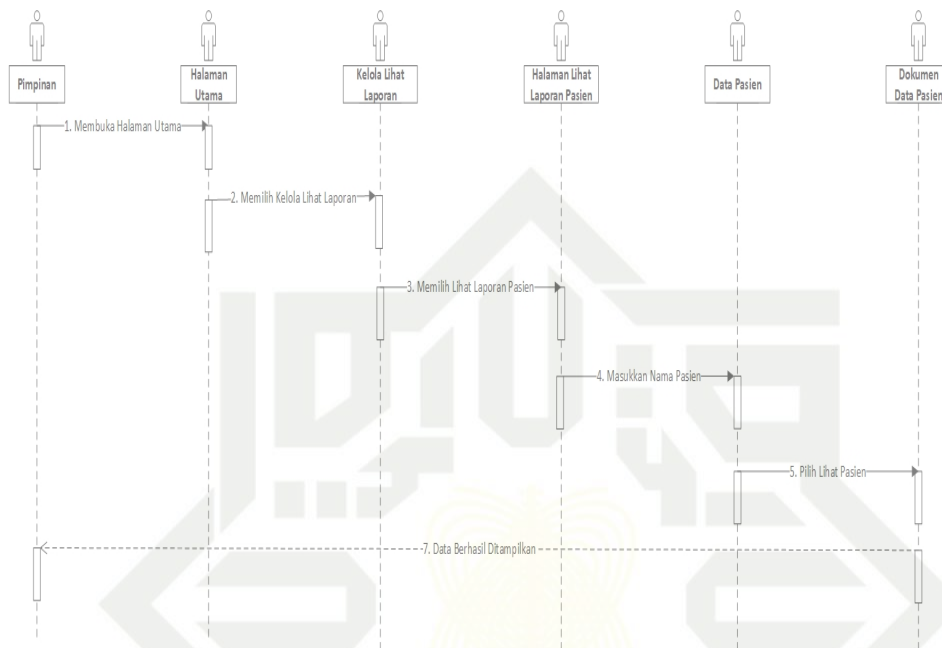 Pimpinan
Halaman
Utama
Kelola Lihat
Laporan
Halaman Lihat
Laporan Pasien
Data Pasien
Dokumen
Data Pasien
1. Membuka Halaman Utama
2. Memilih Kelola Lihat Laporan
3. Memilih Lihat Laporan Pasien
4. Masukkan Nama Pasien
5. Pilih Lihat Pasien
7. Data Berhasil Ditampilkan